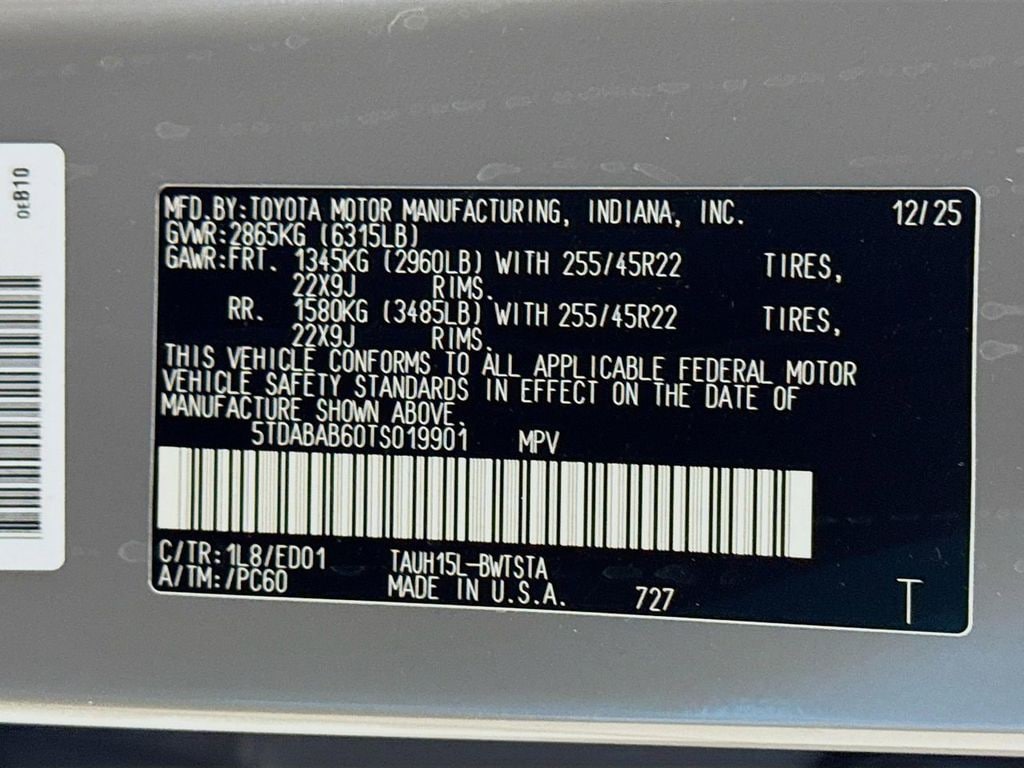 0EB10
MFD.BY:TOYOTA MOTOR MANUFACTURING, INDIANA, INC. 12/25
GVWR:2865KG (6315LB)
GAWR:FRT. 1345KG (2960LB) WITH 255/45R22 TIRES,
22X9J RIMS.
RR. 1580KG (3485LB) WITH 255/45R22 TIRES,
22X9J RIMS.
THIS VEHICLE CONFORMS TO ALL APPLICABLE FEDERAL MOTOR
VEHICLE SAFETY STANDARDS IN EFFECT ON THE DATE OF
MANUFACTURE SHOWN ABOVE.
5TDABAB60TS019901 MPV
C/TR:1L8/ED01 TAUH15L-BWTSTA
A/TM:/PC60 MADE IN U.S.A. 727 T